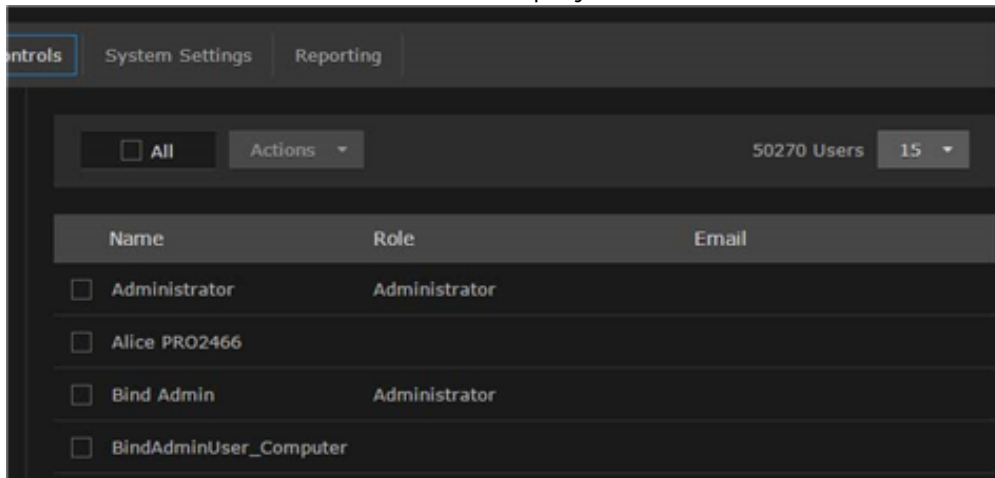 ontrols System Settings Reporting
All Actions 50270 Users 15
Name Role Email
Administrator Administrator
Alice PRO2466
Bind Admin Administrator
BindAdminUser_Computer